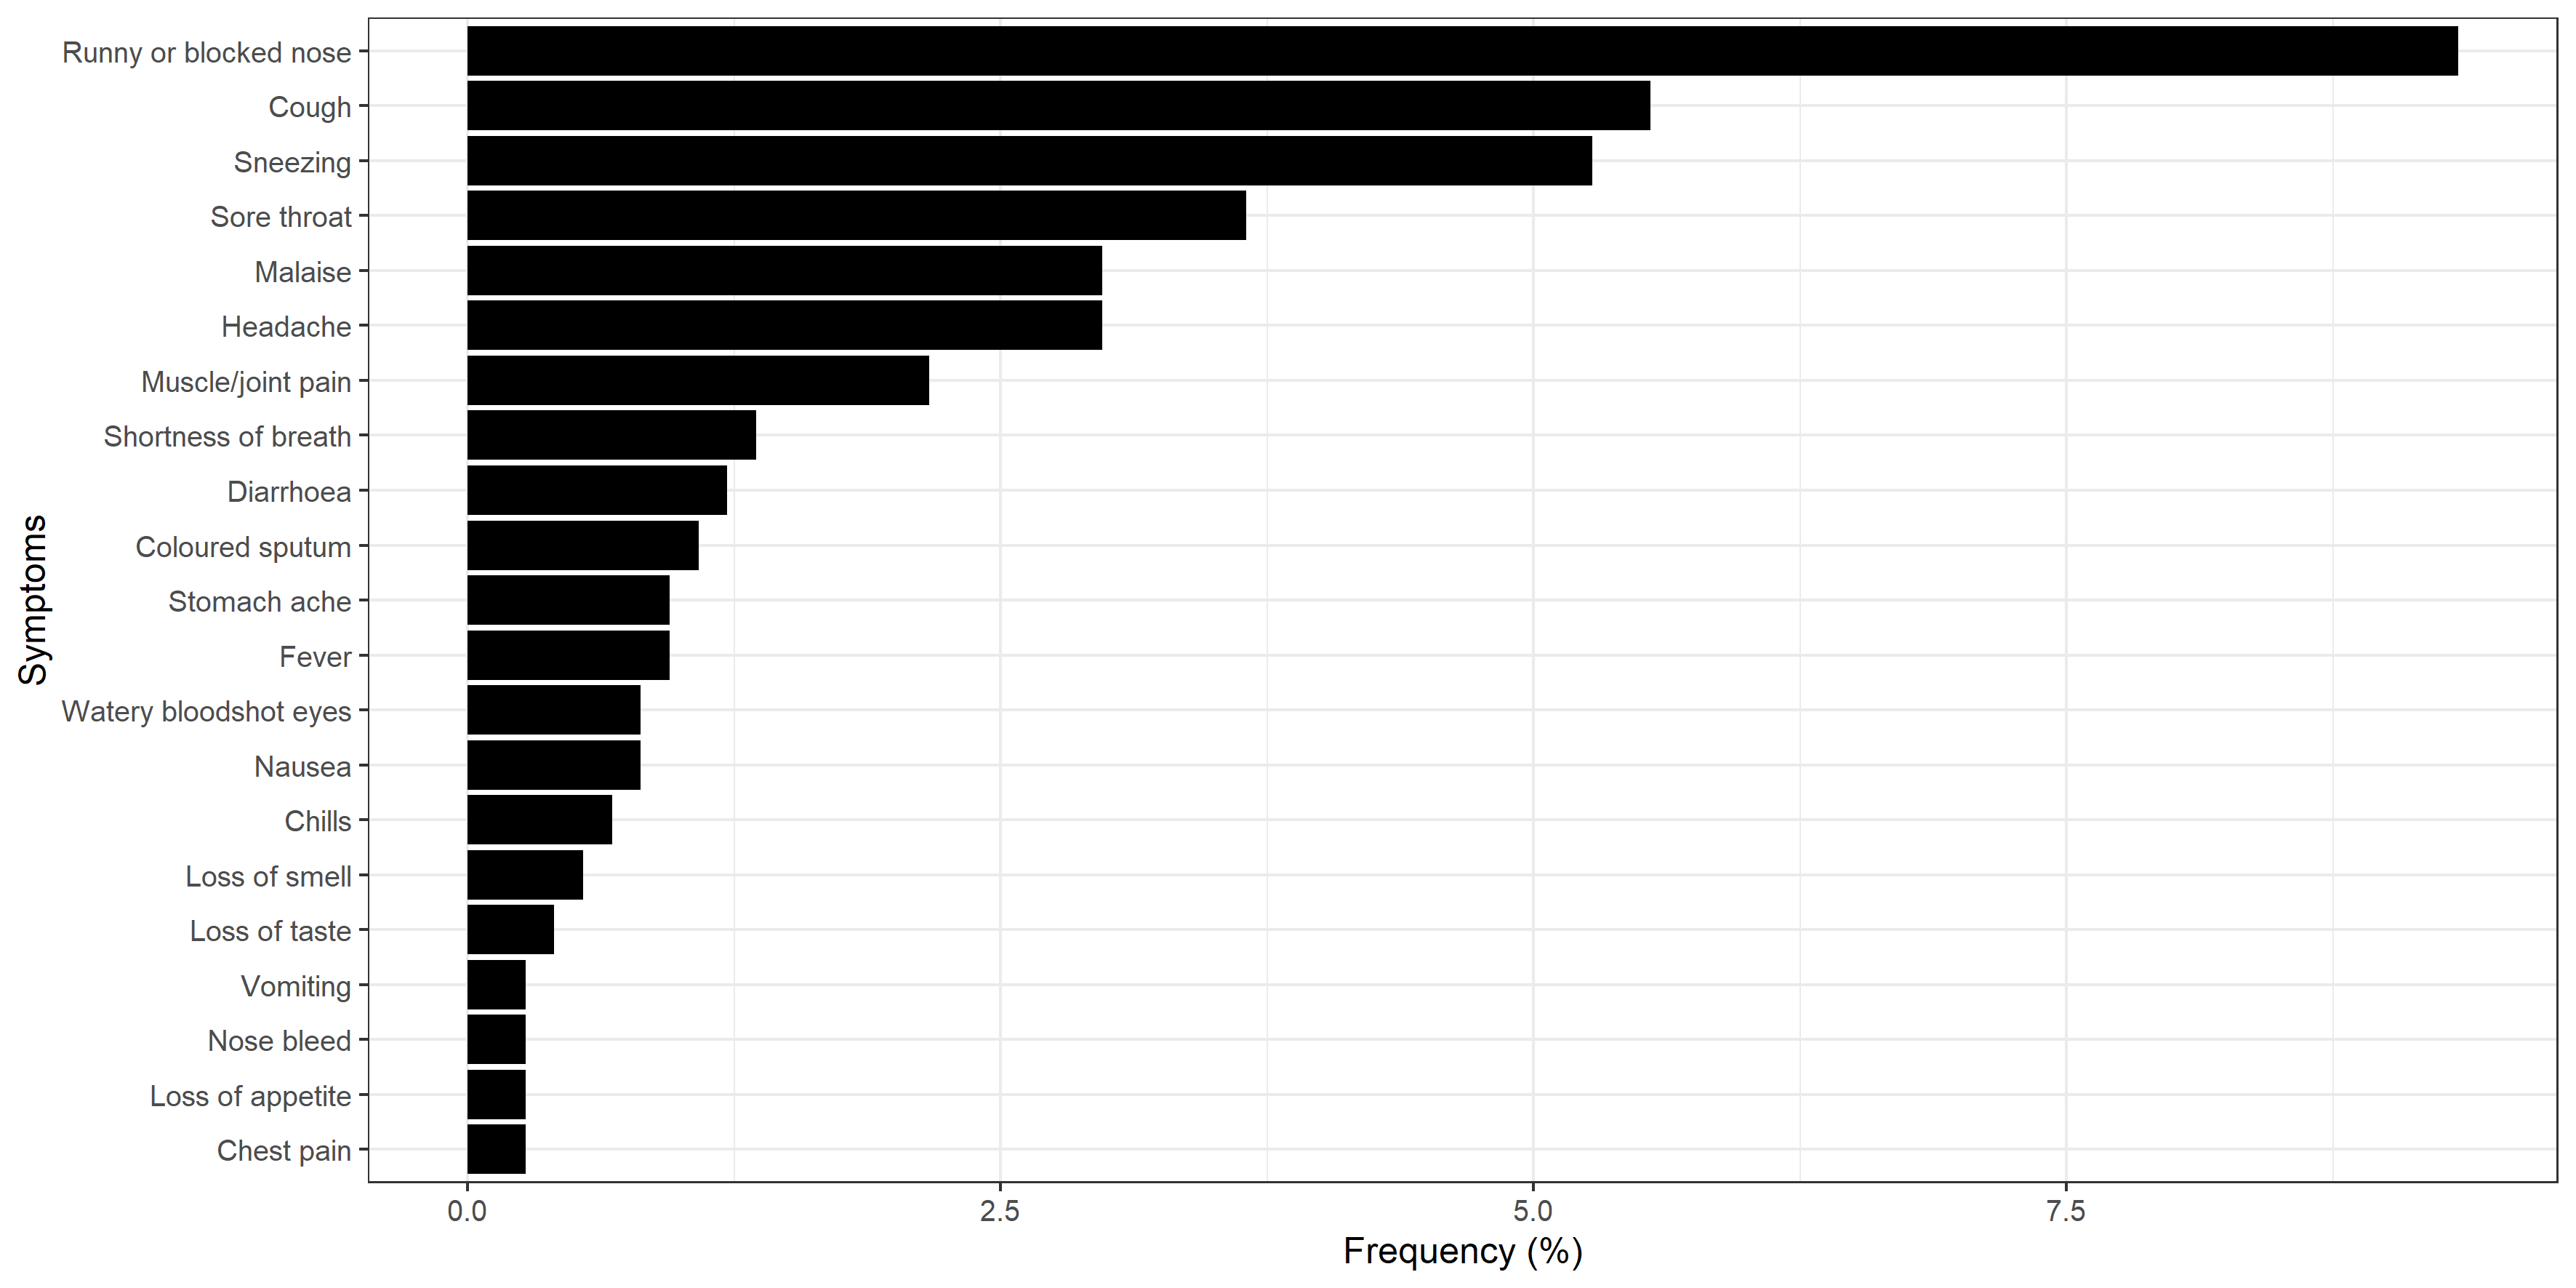 Runny or blocked nose
Cough
Sneezing
Sore throat
Malaise
Headache
Muscle/joint pain
Shortness of breath
Diarrhoea
Coloured sputum
Stomach ache
Fever
Watery bloodshot eyes
Nausea
Chills
Loss of smell
Loss of taste
Vomiting
Nose bleed
Loss of appetite
Chest pain
Symptoms
0.0 2.5 5.0 7.5
Frequency (%)